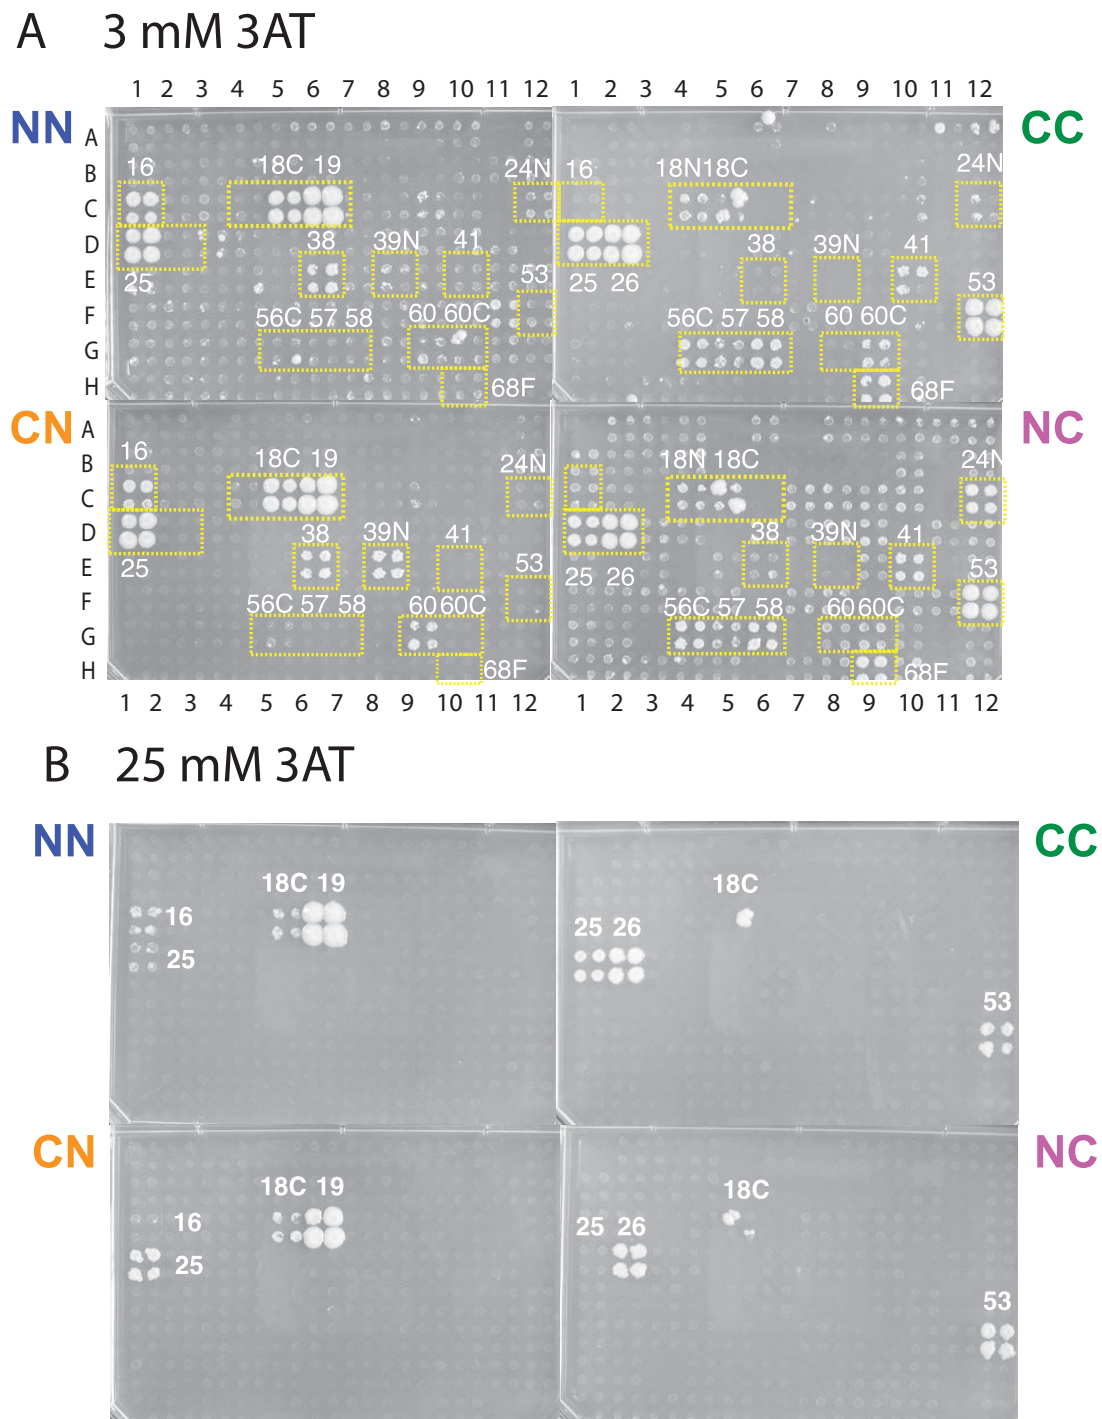 A 3 mM 3AT
1 2 3 4 5 6 7 8 9 10 11 12 1 2 3 4 5 6 7 8 9 10 11 12
NN A CC
B
16 18C 19 24N 16 18N18C 24N
C
D
38 39N 41 38 39N 41
E
25 53 25 26 53
F
56C 57 58 60 60C 56C 57 58 60 60C
G
H 68F 68F
CN A NC
B
16 18C 19 24N 18N 18C 24N
C
D
38 39N 41 38 39N 41
E
25 53 25 26 53
F
56C 57 58 60 60C 56C 57 58 60 60C
G
H 68F 68F
1 2 3 4 5 6 7 8 9 10 11 12 1 2 3 4 5 6 7 8 9 10 11 12
B 25 mM 3AT
NN CC
18C 19 18C
16 25 26
25
53
CN NC
18C 19 18C
16 25 26
25
53